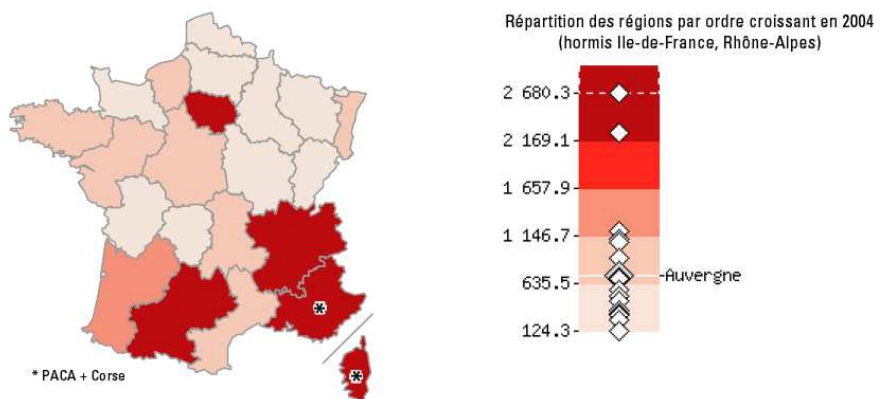 Répartition des régions par ordre croissant en 2004
(hormis Ile-de-France, Rhône-Alpes)
2 680.3
2 169.1
1 657.9
1 146.7
635.5
Auvergne
124.3
*
*
* PACA + Corse